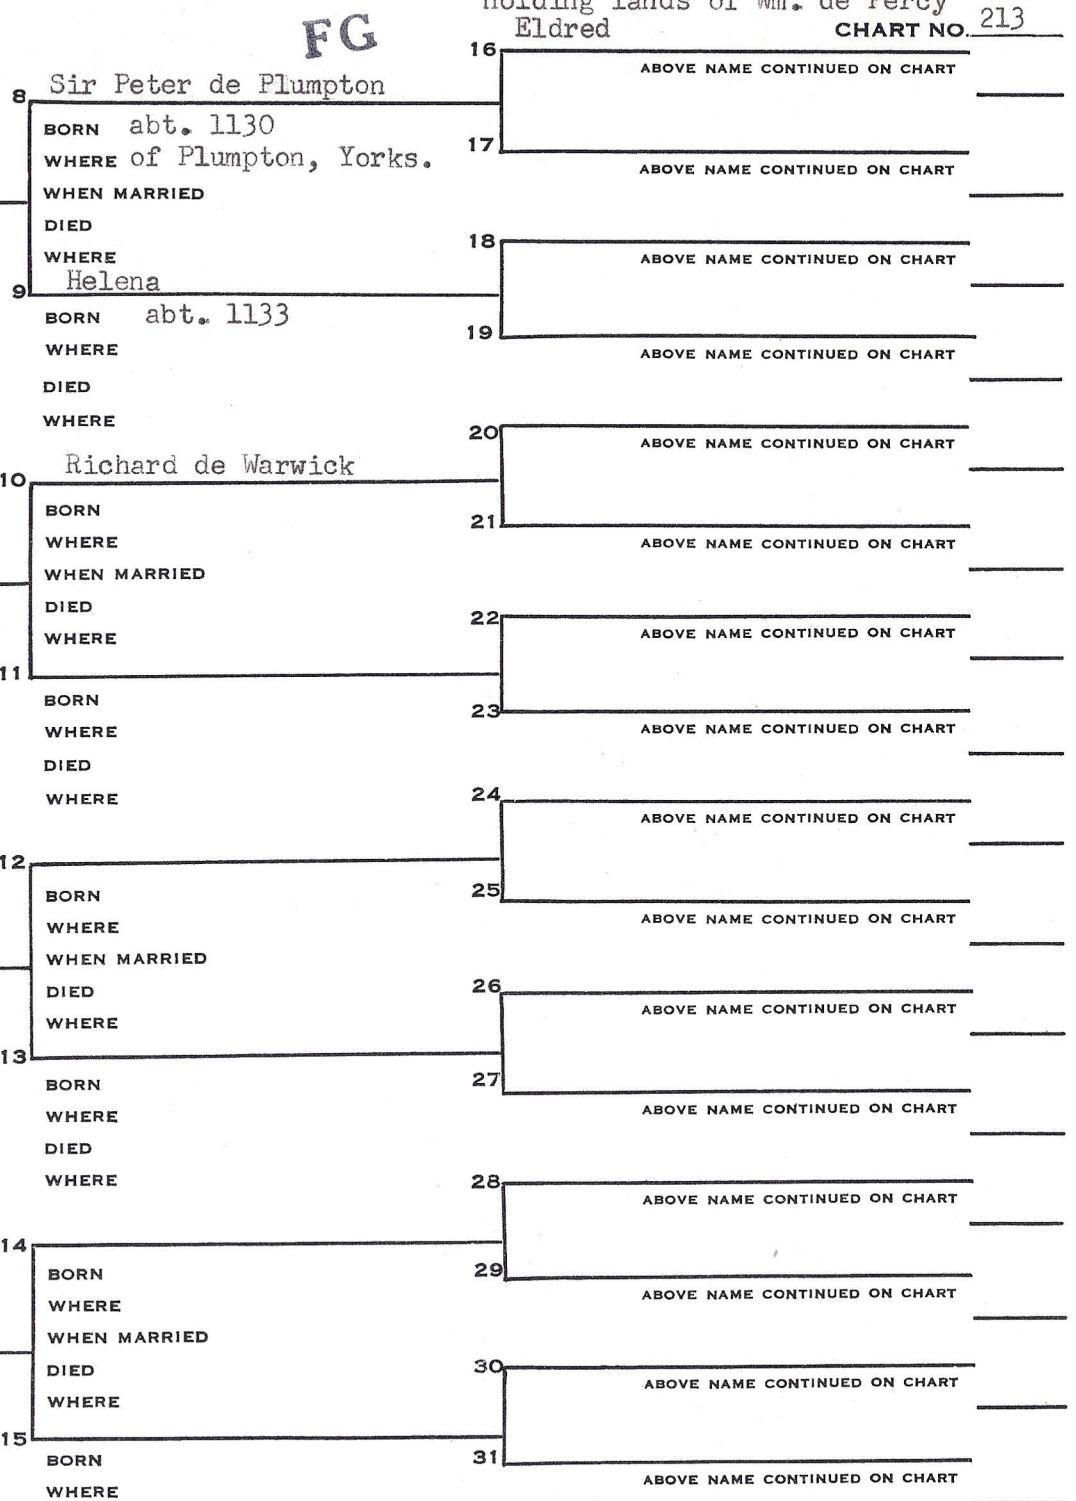 holding lands of Wm. de Percy
FG
Eldred
CHART NO. 213
16
ABOVE NAME CONTINUED ON CHART
Sir Peter de Plumpton
8
BORN abt. 1130
17
WHERE of Plumpton, Yorks.
ABOVE NAME CONTINUED ON CHART
WHEN MARRIED
DIED
18
WHERE
ABOVE NAME CONTINUED ON CHART
Helena
9
BORN abt. 1133
19
WHERE
ABOVE NAME CONTINUED ON CHART
DIED
WHERE
20
ABOVE NAME CONTINUED ON CHART
Richard de Warwick
10
BORN
21
WHERE
ABOVE NAME CONTINUED ON CHART
WHEN MARRIED
DIED
22
WHERE
ABOVE NAME CONTINUED ON CHART
11
BORN
23
WHERE
ABOVE NAME CONTINUED ON CHART
DIED
WHERE
24
ABOVE NAME CONTINUED ON CHART
12
BORN
25
WHERE
ABOVE NAME CONTINUED ON CHART
WHEN MARRIED
DIED
26
WHERE
ABOVE NAME CONTINUED ON CHART
13
BORN
27
WHERE
ABOVE NAME CONTINUED ON CHART
DIED
WHERE
28
ABOVE NAME CONTINUED ON CHART
14
BORN
29
WHERE
ABOVE NAME CONTINUED ON CHART
WHEN MARRIED
DIED
30
WHERE
ABOVE NAME CONTINUED ON CHART
15
BORN
31
WHERE
ABOVE NAME CONTINUED ON CHART